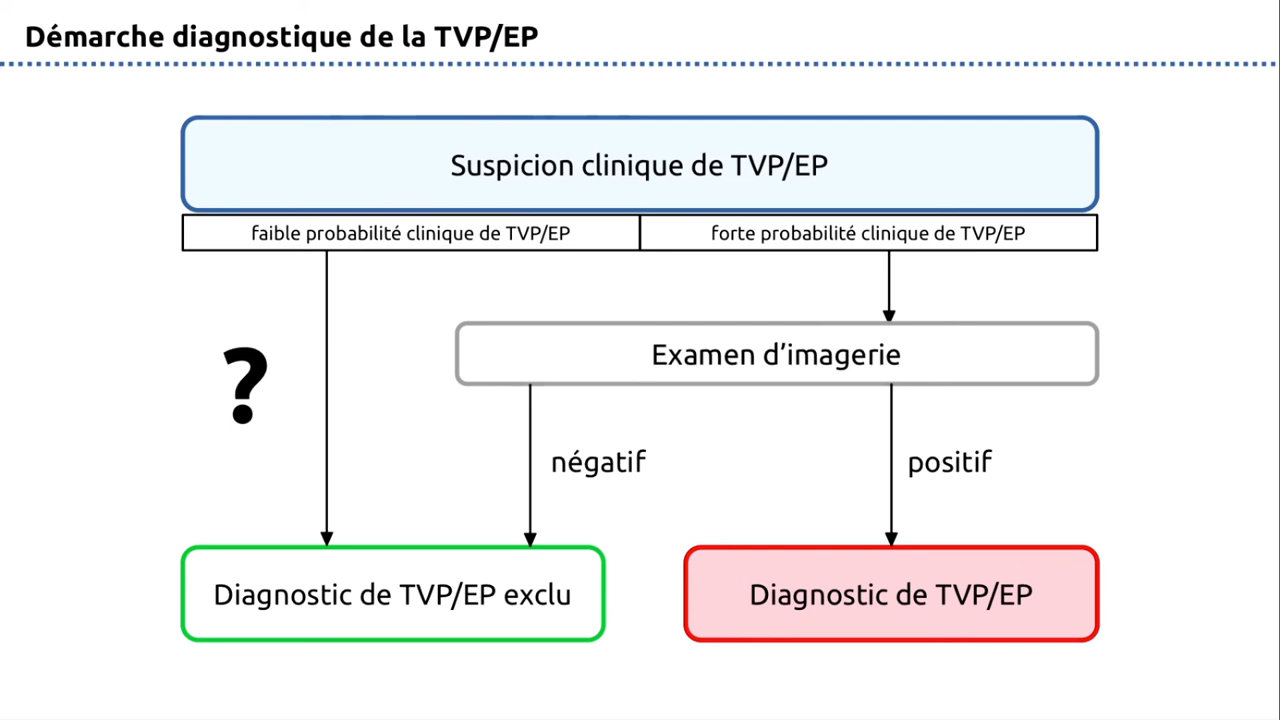 Démarche diagnostique de la TVP/EP
Suspicion clinique de TVP/EP
faible probabilité clinique de TVP/EP
forte probabilité clinique de TVP/EP
?
Examen d’imagerie
négatif
positif
Diagnostic de TVP/EP exclu
Diagnostic de TVP/EP